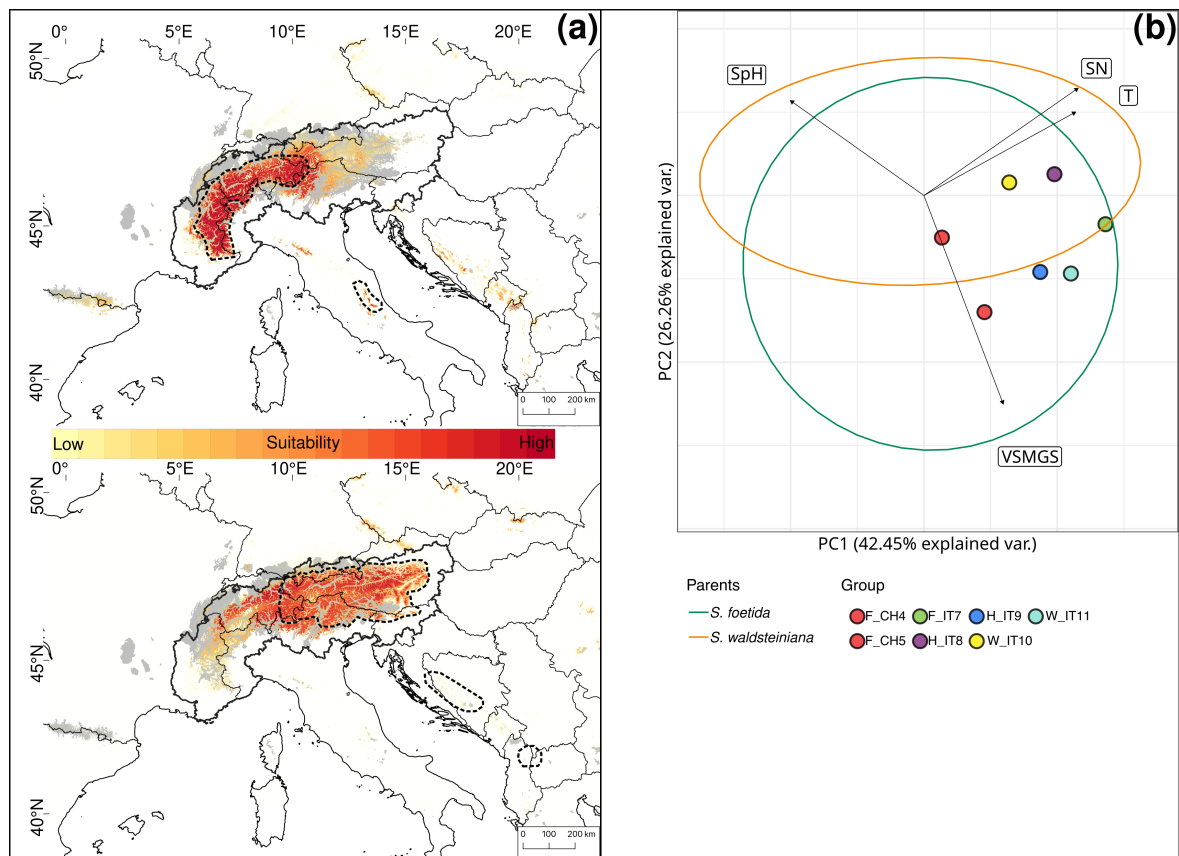 (a)
0° 5°E 10°E 15°E 20°E
50°N
45°N
40°N
0 100 200 km
Low Suitability High
0° 5°E 10°E 15°E 20°E
50°N
45°N
40°N
0 100 200 km
(b)
SpH
SN
T
VSMGS
PC2 (26.26% explained var.)
PC1 (42.45% explained var.)
Parents
S. foetida
S. waldsteiniana
Group
F_CH4 F_IT7 H_IT9 W_IT11
F_CH5 H_IT8 W_IT10